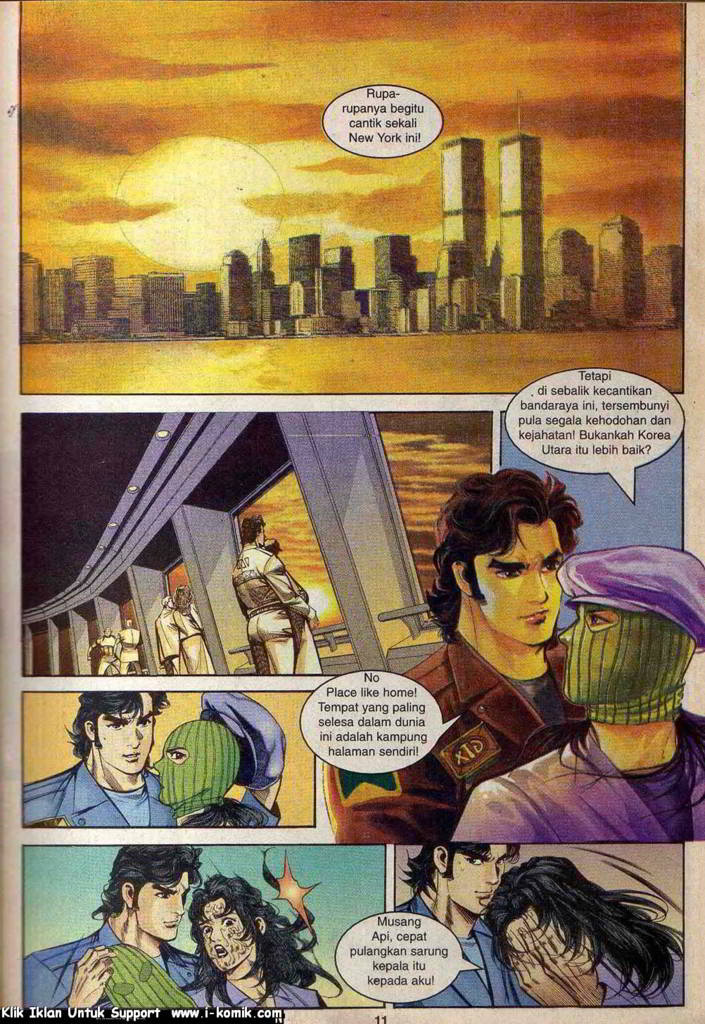 Rupa-
rupanya begitu
cantik sekali
New York ini!
Tetapi
di sebalik kecantikan
bandaraya ini, tersembunyi
pula segala kehodohan dan
kejahatan! Bukankah Korea
Utara itu lebih baik?
No
Place like home!
Tempat yang paling
selesa dalam dunia
ini adalah kampung
halaman sendiri!
Musang
Api, cepat
pulangkan sarung
kepala itu
kepada aku!
Klik Iklan Untuk Support www.i-komik.com
11